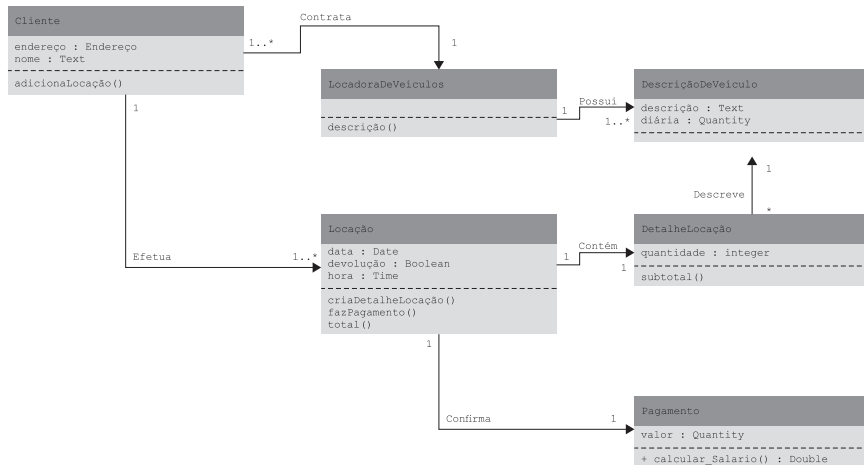 Cliente
endereço : Endereço
nome : Text
adicionaLocação()
Contrata
1..*
1
1
LocadoraDeVeiculos
descrição()
Possui
1
1..*
DescriçãoDeVeiculo
descrição : Text
diária : Quantity
1
Descreve
*
Efetua
1..*
Locação
data : Date
devolução : Boolean
hora : Time
criaDetalheLocação()
fazPagamento()
total()
Contém
1
1
DetalheLocação
quantidade : integer
subtotal()
1
Confirma
1
Pagamento
valor : Quantity
+ calcular_Salario() : Double